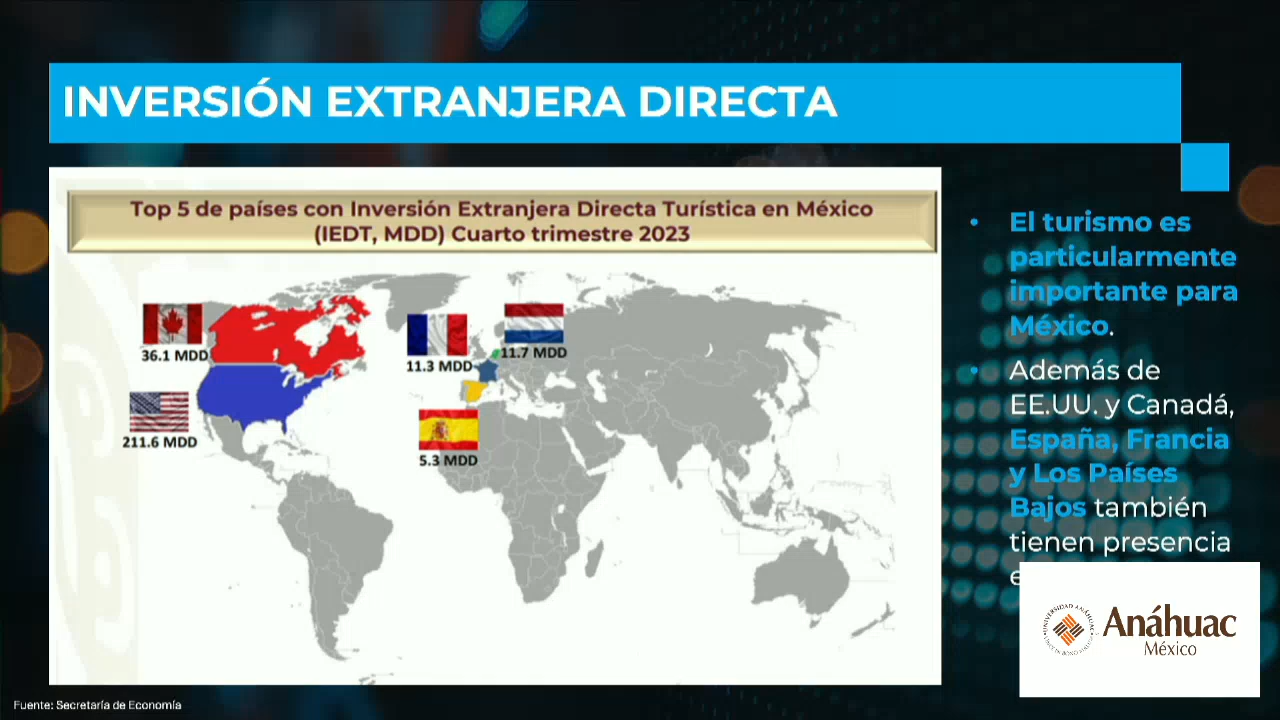 INVERSIÓN EXTRANJERA DIRECTA
Top 5 de países con Inversión Extranjera Directa Turística en México
(IEDT, MDD) Cuarto trimestre 2023
36.1 MDD
211.6 MDD
11.3 MDD
11.7 MDD
5.3 MDD
• El turismo es
particularmente
importante para
México.
• Además de
EE.UU. y Canadá,
España, Francia
y Los Países
Bajos también
tienen presencia
Anáhuac
México
Fuente: Secretaría de Economía